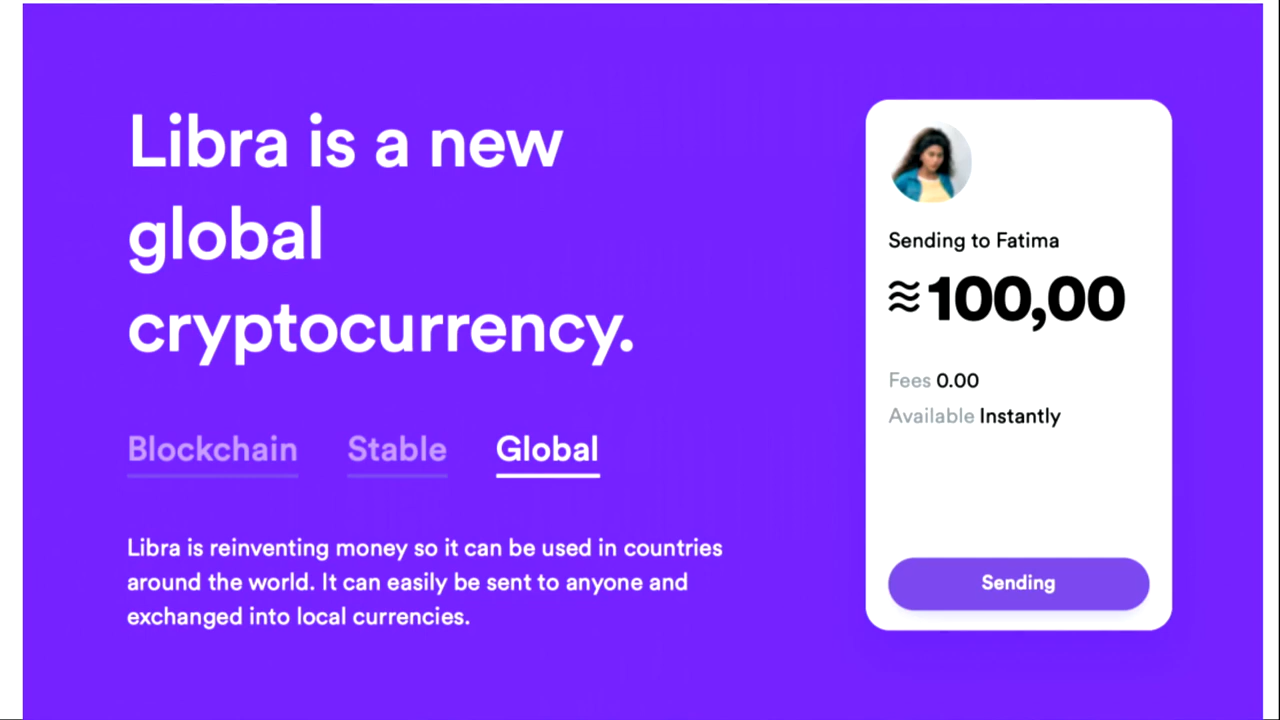 Libra is a new
global
cryptocurrency.
Blockchain Stable Global
Libra is reinventing money so it can be used in countries
around the world. It can easily be sent to anyone and
exchanged into local currencies.
Sending to Fatima
≋100,00
Fees 0.00
Available Instantly
Sending